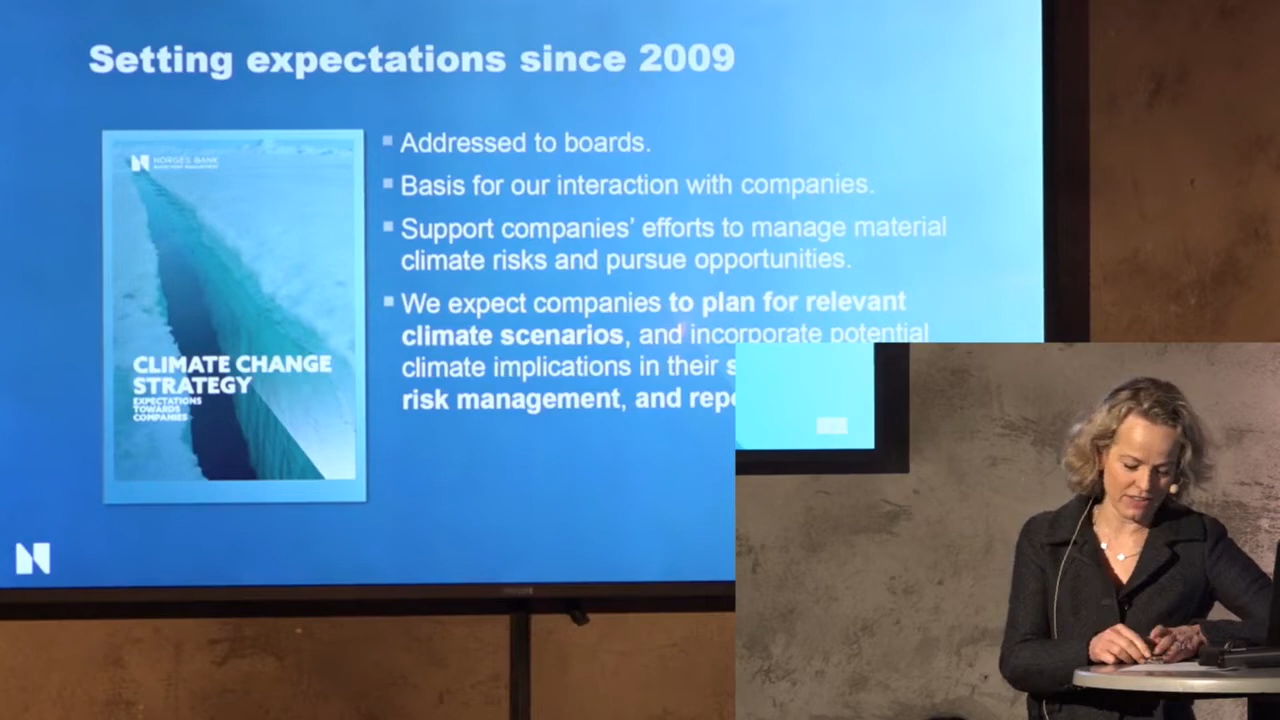 Setting expectations since 2009
NORGES BANK
INVESTMENT MANAGEMENT
CLIMATE CHANGE
STRATEGY
EXPECTATIONS
TOWARDS
COMPANIES
Addressed to boards.
Basis for our interaction with companies.
Support companies' efforts to manage material
climate risks and pursue opportunities.
We expect companies to plan for relevant
climate scenarios, and incorporate potential
climate implications in their
risk management, and
N